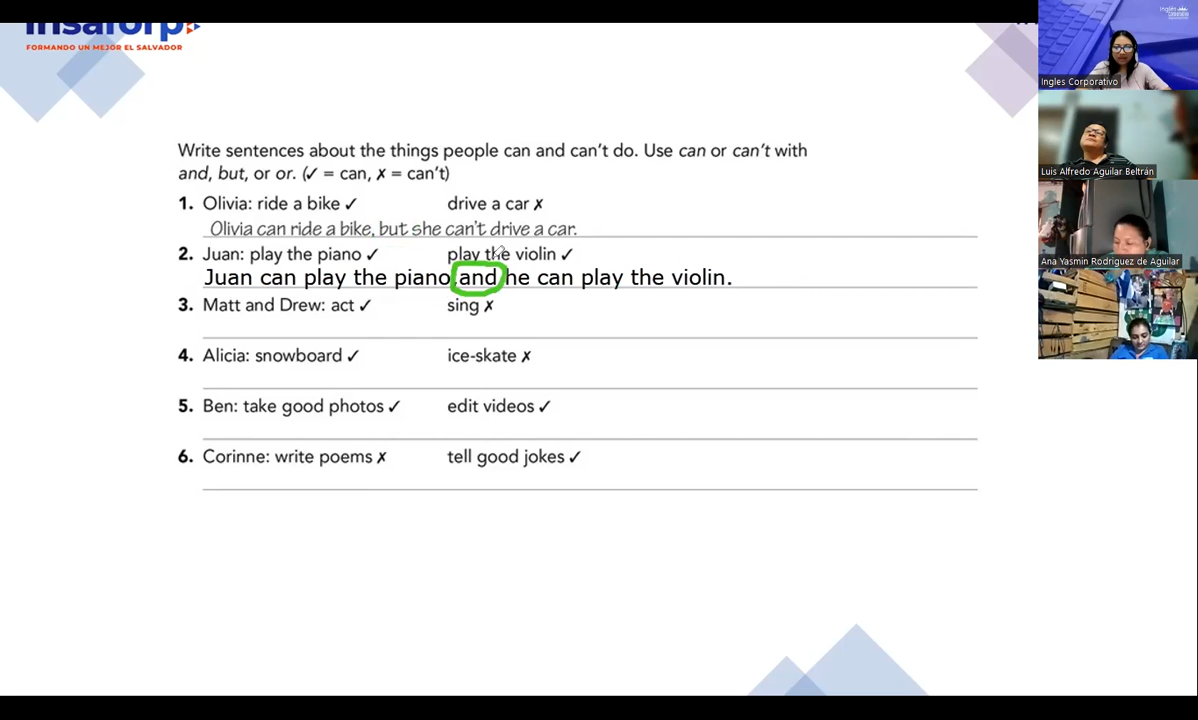 insaforp
FORMANDO UN MEJOR EL SALVADOR
Write sentences about the things people can and can't do. Use can or can't with
and, but, or or. (✓ = can, ✗ = can't)
1. Olivia: ride a bike ✓ drive a car ✗
Olivia can ride a bike, but she can't drive a car.
2. Juan: play the piano ✓ play the violin ✓
Juan can play the piano and he can play the violin.
3. Matt and Drew: act ✓ sing ✗
4. Alicia: snowboard ✓ ice-skate ✗
5. Ben: take good photos ✓ edit videos ✓
6. Corinne: write poems ✗ tell good jokes ✓
Inglés
Ingles Corporativo
Luis Alfredo Aguilar Beltrán
Ana Yasmin Rodriguez de Aguilar